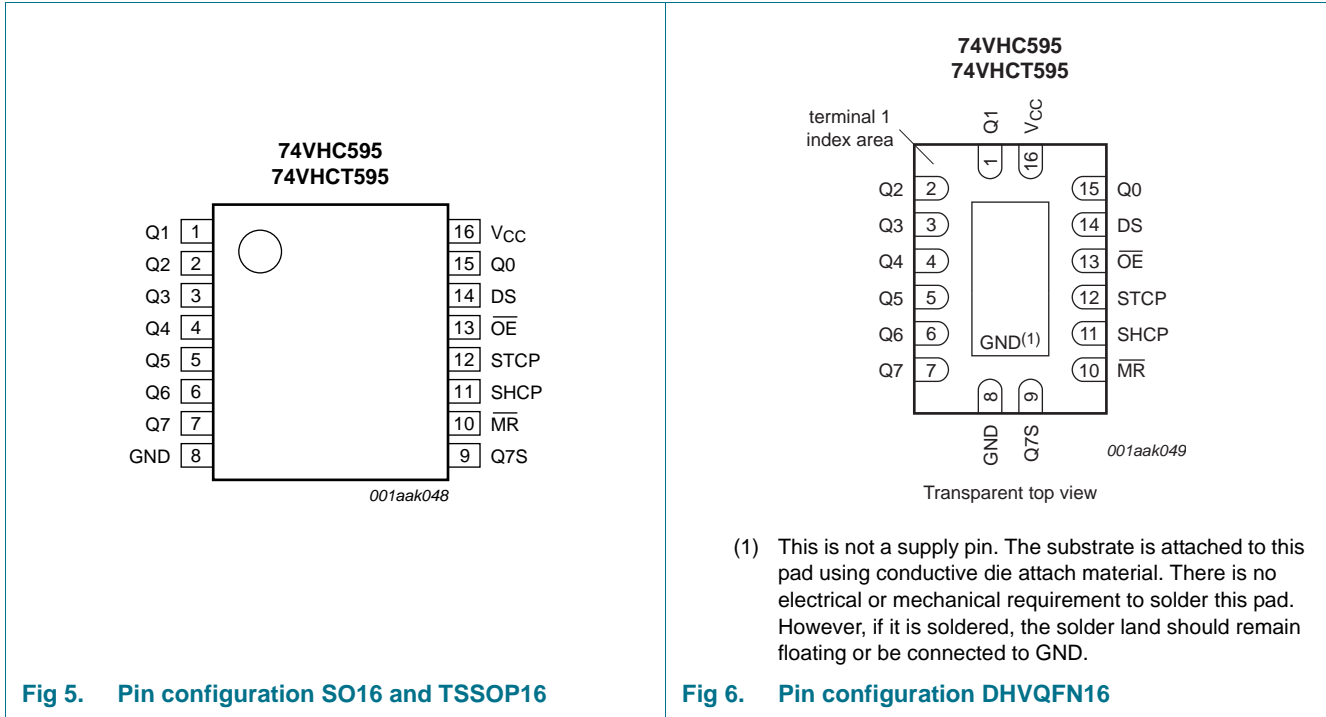 74VHC595
74VHCT595
Q1 1
Q2 2
Q3 3
Q4 4
Q5 5
Q6 6
Q7 7
GND 8
16 VCC
15 Q0
14 DS
13 OE
12 STCP
11 SHCP
10 MR
9 Q7S
001aak048
Fig 5. Pin configuration SO16 and TSSOP16
74VHC595
74VHCT595
terminal 1
index area
Q1 VCC
1 16
Q2 2
Q3 3
Q4 4
Q5 5
Q6 6
Q7 7
15 Q0
14 DS
13 OE
12 STCP
11 SHCP
10 MR
GND(1)
8 9
GND Q7S
001aak049
Transparent top view
(1) This is not a supply pin. The substrate is attached to this
pad using conductive die attach material. There is no
electrical or mechanical requirement to solder this pad.
However, if it is soldered, the solder land should remain
floating or be connected to GND.
Fig 6. Pin configuration DHVQFN16